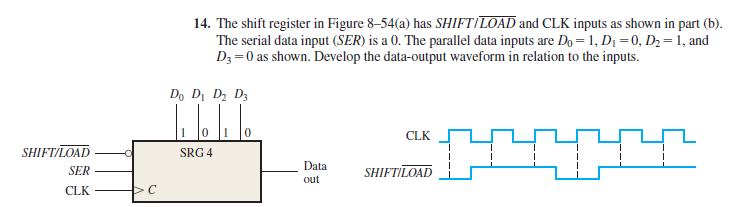 14. The shift register in Figure 8–54(a) has SHIFT/L̅O̅A̅D̅ and CLK inputs as shown in part (b).
The serial data input (SER) is a 0. The parallel data inputs are D₀ = 1, D₁ = 0, D₂ = 1, and
D₃ = 0 as shown. Develop the data-output waveform in relation to the inputs.
D₀ D₁ D₂ D₃
1 0 1 0
SHIFT/L̅O̅A̅D̅
SRG 4
SER
CLK
C
Data
out
CLK
SHIFT/L̅O̅A̅D̅